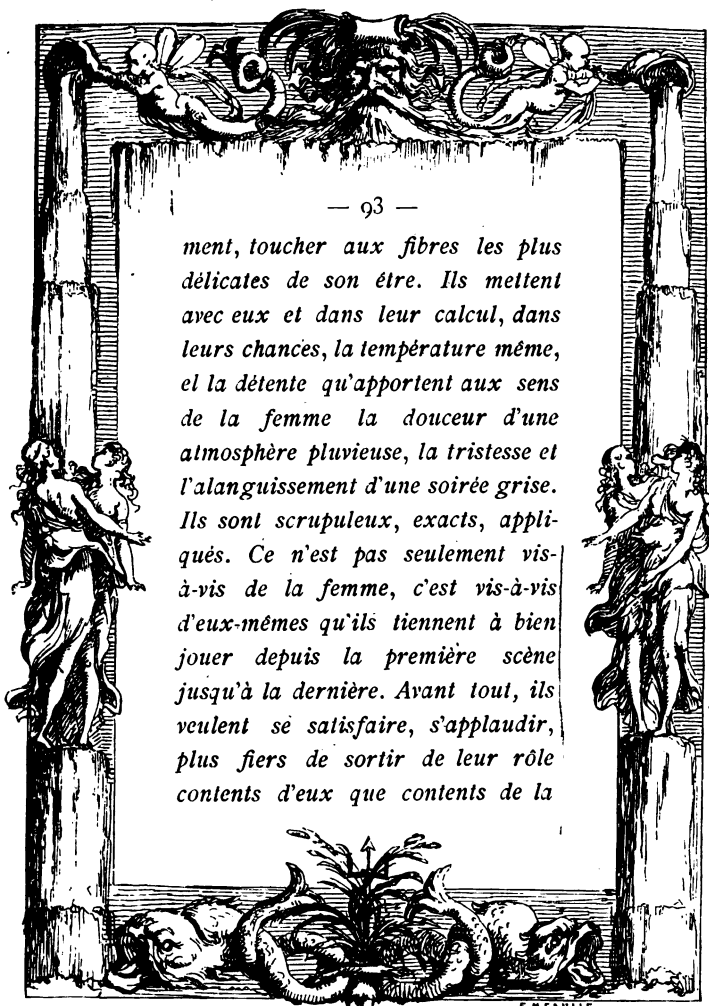 — 93 —
ment, toucher aux fibres les plus
délicates de son être. Ils mettent
avec eux et dans leur calcul, dans
leurs chances, la température même,
et la détente qu'apportent aux sens
de la femme la douceur d'une
atmosphère pluvieuse, la tristesse et
l'alanguissement d'une soirée grise.
Ils sont scrupuleux, exacts, appli-
qués. Ce n'est pas seulement vis-
à-vis de la femme, c'est vis-à-vis
d'eux-mêmes qu'ils tiennent à bien
jouer depuis la première scène
jusqu'à la dernière. Avant tout, ils
veulent se satisfaire, s'applaudir,
plus fiers de sortir de leur rôle
contents d'eux que contents de la